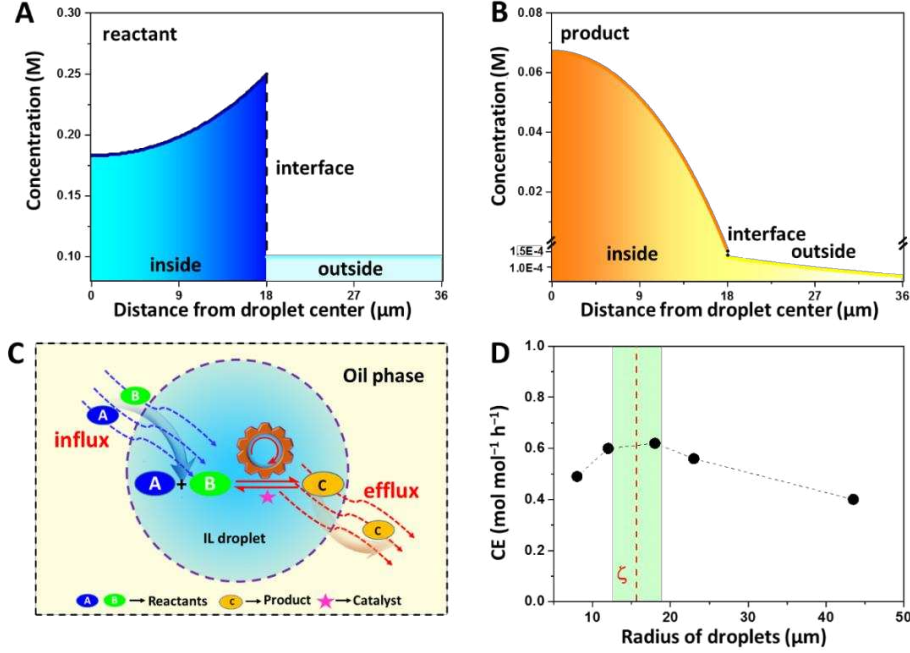 A
reactant
Concentration (M)
0.30
0.25
0.20
0.15
0.10
interface
inside
outside
0
9
18
27
36
Distance from droplet center (μm)
B
product
Concentration (M)
0.08
0.06
0.04
0.02
1.5E-4
1.0E-4
interface
inside
outside
0
9
18
27
36
Distance from droplet center (μm)
C
Oil phase
B
A
influx
A + B
C
efflux
C
IL droplet
A B → Reactants C → Product → Catalyst
D
CE (mol mol⁻¹ h⁻¹)
1.0
0.8
0.6
0.4
0.2
0.0
ζ
10
20
30
40
50
Radius of droplets (μm)